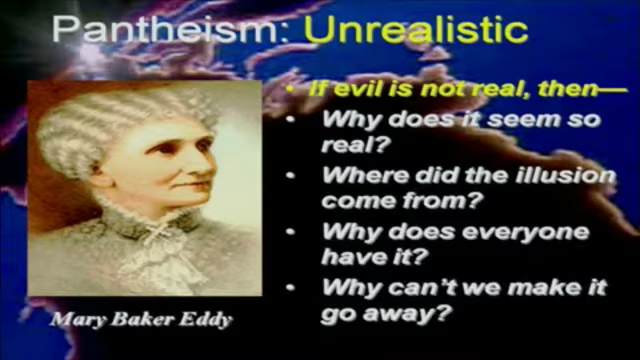 Pantheism: Unrealistic
• If evil is not real, then—
• Why does it seem so
real?
• Where did the illusion
come from?
• Why does everyone
have it?
• Why can't we make it
go away?
Mary Baker Eddy